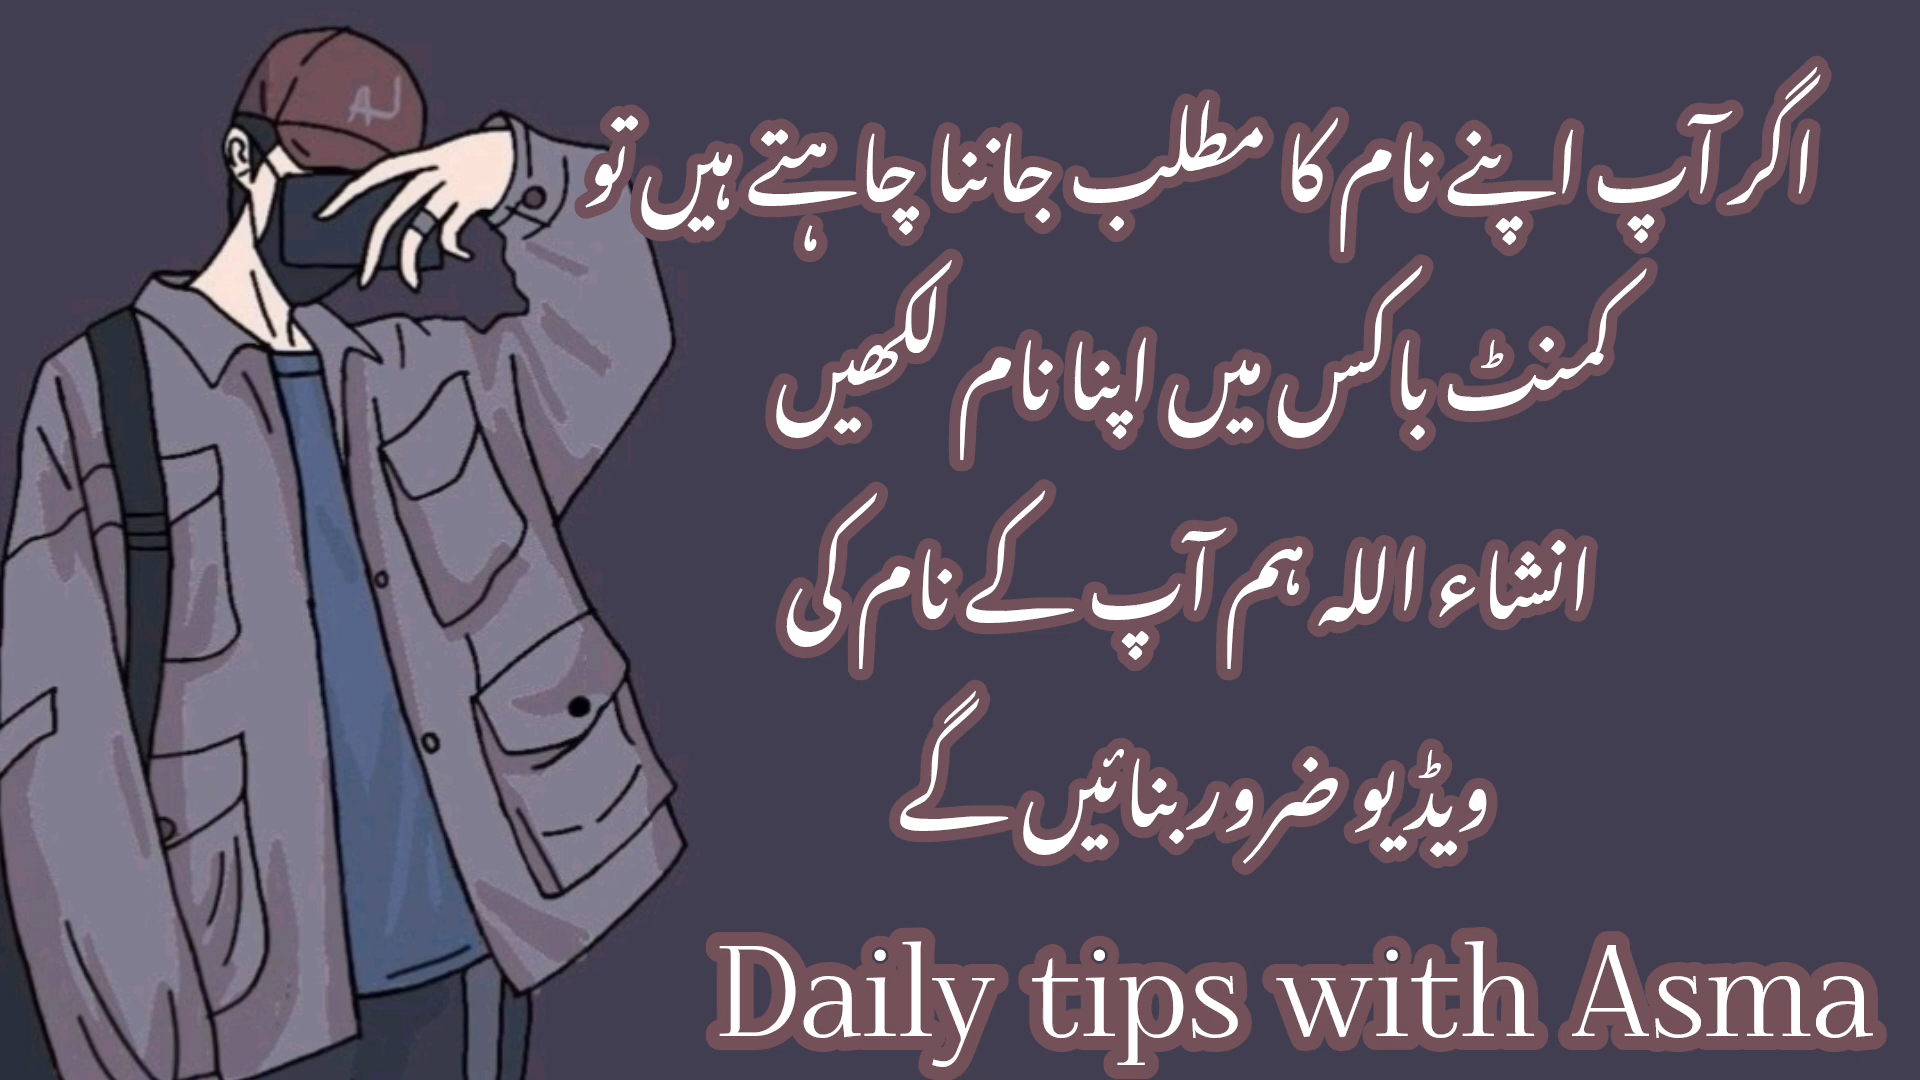 اگر آپ اپنے نام کا مطلب جاننا چاہتے ہیں تو
کمنٹ باکس میں اپنا نام لکھیں
انشاء اللہ ہم آپ کے نام کی
ویڈیو ضرور بنائیں گے
Daily tips with Asma